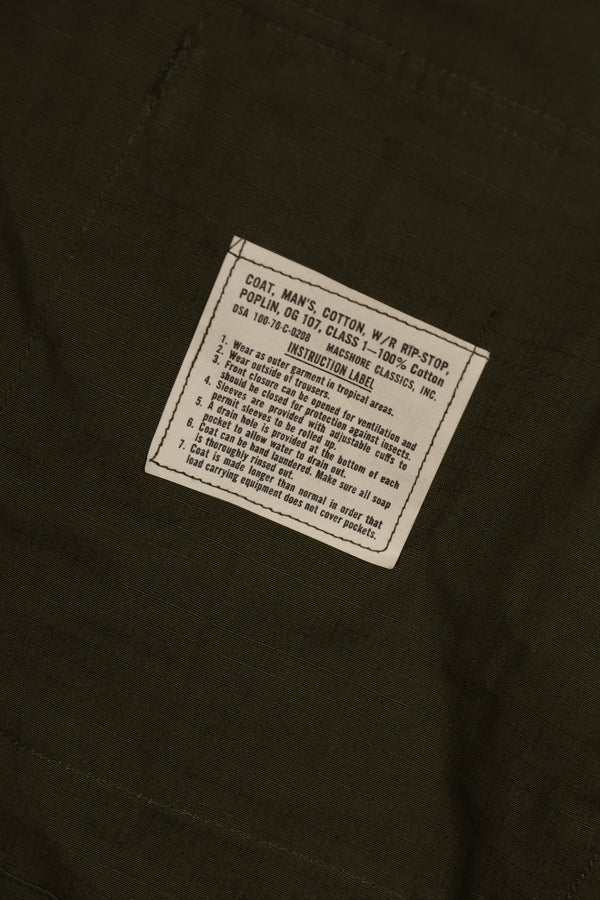 COAT, MAN'S, COTTON, W/R RIP-STOP,
POPLIN, OG 107, CLASS 1—100% Cotton
DSA 100-70-C-0298 MACSHORE CLASSICS, INC.
INSTRUCTION LABEL
1. Wear as outer garment in tropical areas.
2. Wear outside of trousers.
3. Front closure can be opened for ventilation and
should be closed for protection against insects.
4. Sleeves are provided with adjustable cuffs to
permit sleeves to be rolled up.
5. A drain hole is provided at the bottom of each
pocket to allow water to drain out.
6. Coat can be hand laundered. Make sure all soap
is thoroughly rinsed out.
7. Coat is made longer than normal in order that
load carrying equipment does not cover pockets.